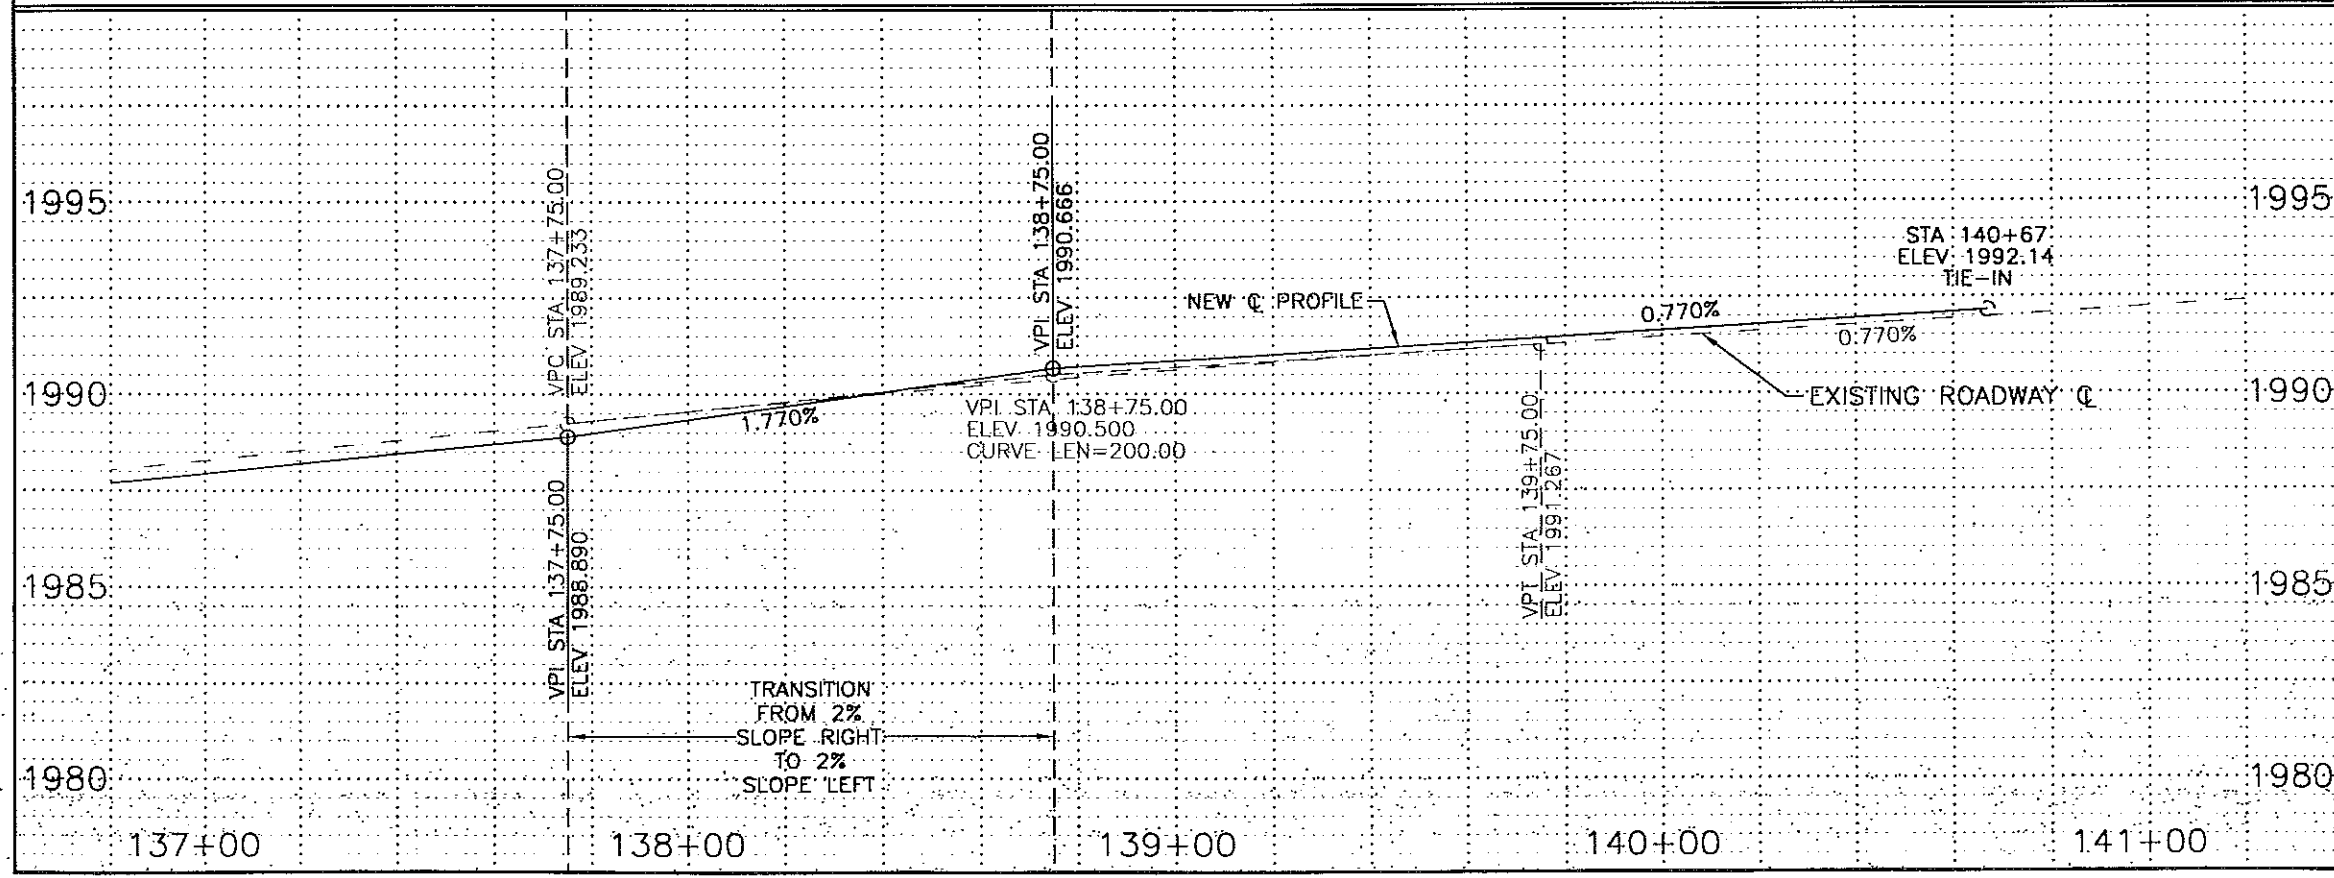 1995
1990
1985
1980
VPC STA 137+75.00
ELEV 1989.233
VPI STA 137+75.00
ELEV 1988.890
1.770%
TRANSITION
FROM 2%
SLOPE RIGHT
TO 2%
SLOPE LEFT
VPI STA 138+75.00
ELEV 1990.666
VPI STA 138+75.00
ELEV 1990.500
CURVE LEN=200.00
NEW ℄ PROFILE
VPT STA 139+75.00
ELEV 1991.267
0.770%
0.770%
EXISTING ROADWAY ℄
STA 140+67
ELEV 1992.14
TIE-IN
1995
1990
1985
1980
137+00
138+00
139+00
140+00
141+00